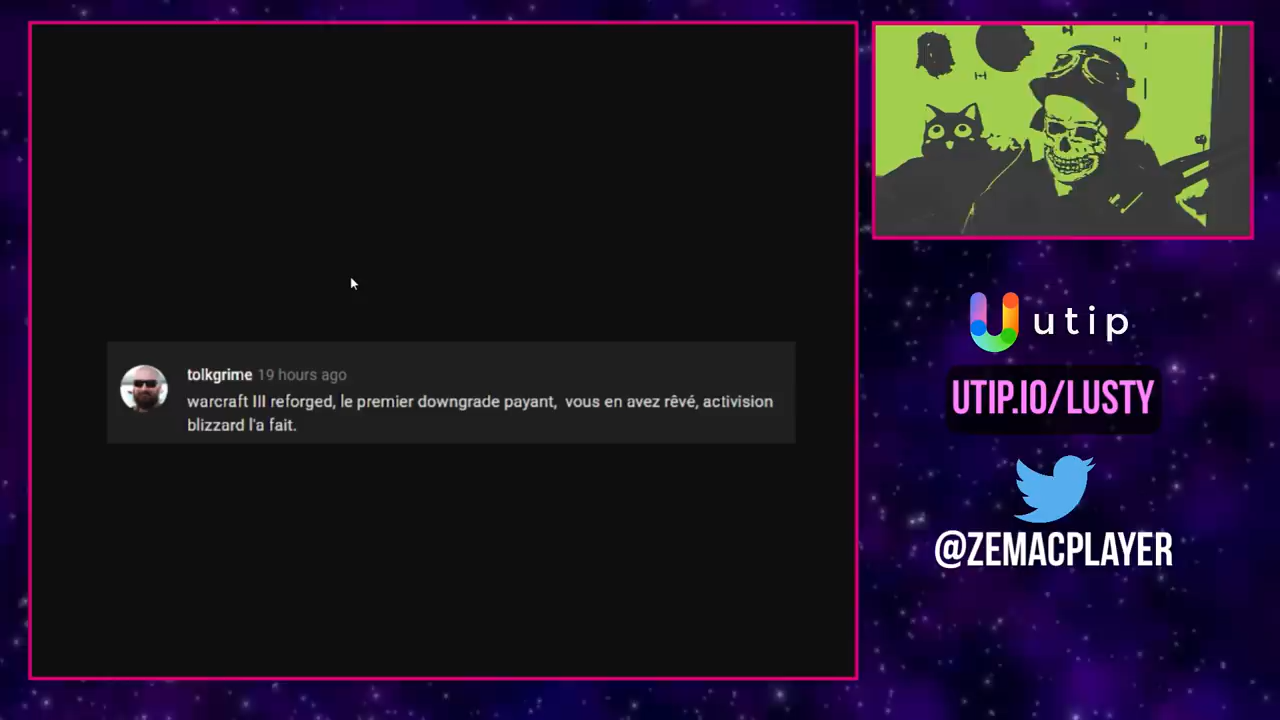 tolkgrime 19 hours ago
warcraft III reforged, le premier downgrade payant, vous en avez rêvé, activision
blizzard l'a fait.
utip
UTIP.IO/LUSTY
@ZEMACPLAYER